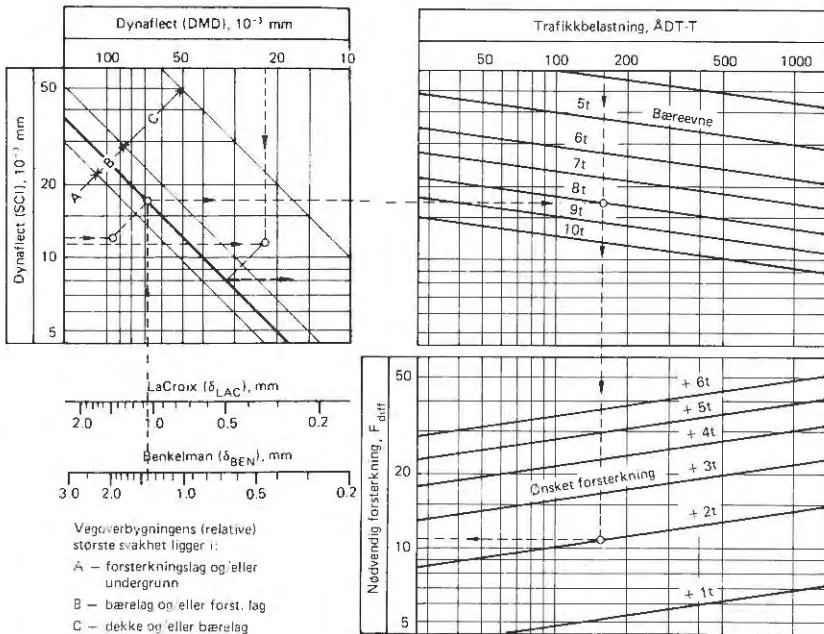 Dynaflect (DMD), 10⁻³ mm
100 50 20 10
Dynaflect (SCI), 10⁻³ mm
50
20
10
5
A
B
C
Trafikkbelastning, ÅDT-T
50 100 200 500 1000
Bæreevne
5t
6t
7t
8t
9t
10t
LaCroix (δLAC), mm
2.0 1.0 0.5 0.2
Benkelman (δBEN), mm
3.0 2.0 1.0 0.5 0.2
Vegoverbygningens (relative)
største svakhet ligger i:
A – forsterkningslag og/eller
undergrunn
B – bærelag og/eller forst. lag
C – dekke og/eller bærelag
Nødvendig forsterkning, Fdiff
50
20
10
5
+ 6t
+ 5t
+ 4t
+ 3t
Ønsket forsterkning
+ 2t
+ 1t